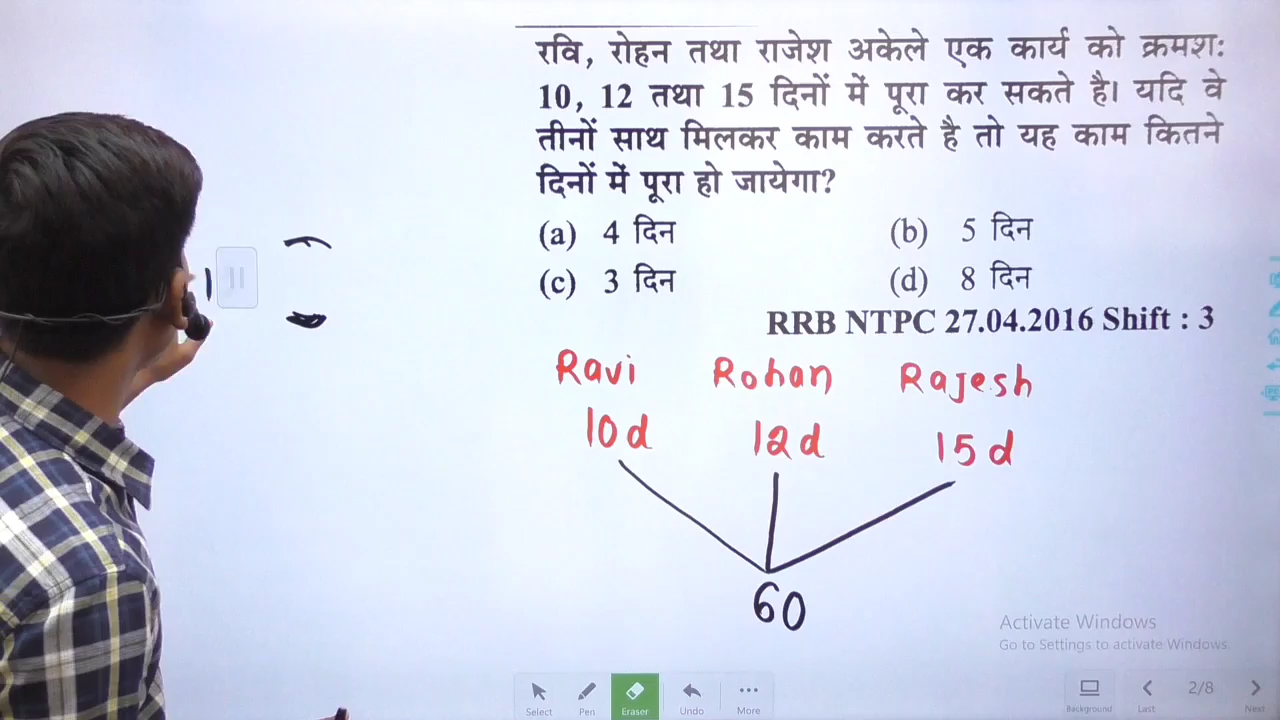 रवि, रोहन तथा राजेश अकेले एक कार्य को क्रमशः
10, 12 तथा 15 दिनों में पूरा कर सकते है। यदि वे
तीनों साथ मिलकर काम करते है तो यह काम कितने
दिनों में पूरा हो जायेगा?
(a) 4 दिन (b) 5 दिन
(c) 3 दिन (d) 8 दिन
RRB NTPC 27.04.2016 Shift : 3
Ravi Rohan Rajesh
10d 12d 15d
60
Activate Windows
Go to Settings to activate Windows.
Select Pen Eraser Undo More Background Last 2/8 Next